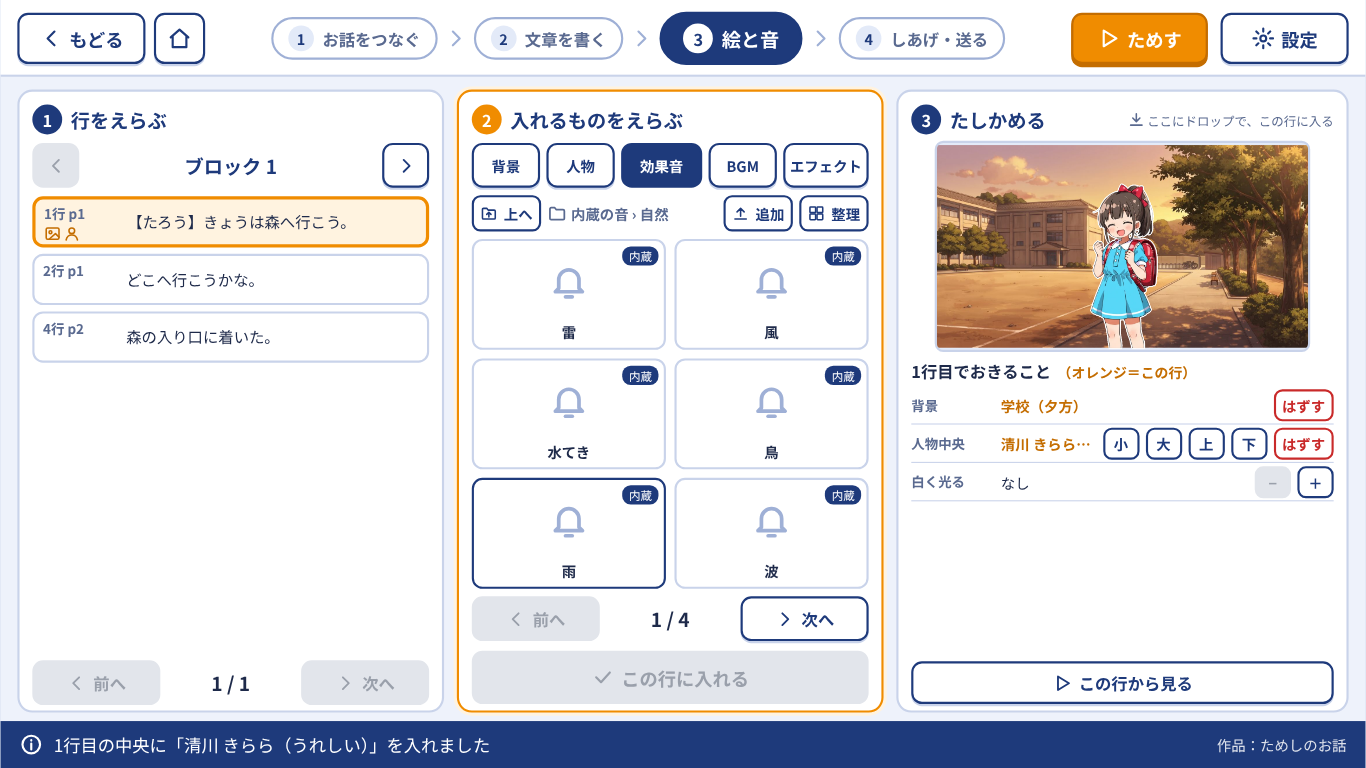 もどる
1 お話をつなぐ
2 文章を書く
3 絵と音
4 しあげ・送る
ためす
設定
1 行をえらぶ
ブロック 1
1行 p1
【たろう】きょうは森へ行こう。
2行 p1
どこへ行こうかな。
4行 p2
森の入り口に着いた。
前へ
1 / 1
次へ
2 入れるものをえらぶ
背景
人物
効果音
BGM
エフェクト
上へ
内蔵の音 › 自然
追加
整理
内蔵
雷
内蔵
風
内蔵
水てき
内蔵
鳥
内蔵
雨
内蔵
波
前へ
1 / 4
次へ
この行に入れる
3 たしかめる
ここにドロップで、この行に入る
1行目でおきること （オレンジ＝この行）
背景 学校（夕方） はずす
人物中央 清川 きらら… 小 大 上 下 はずす
白く光る なし − +
この行から見る
1行目の中央に「清川 きらら（うれしい）」を入れました
作品：ためしのお話